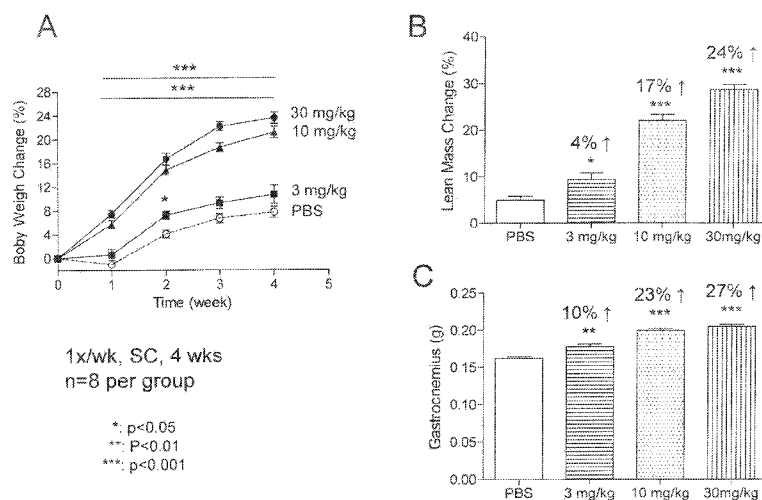 A
***
***
Boby Weigh Change (%)
28
24
20
16
12
8
4
0
*
30 mg/kg
10 mg/kg
3 mg/kg
PBS
0 1 2 3 4 5
Time (week)
1x/wk, SC, 4 wks
n=8 per group
*: p<0.05
**: P<0.01
***: p<0.001
B
Lean Mass Change (%)
40
30
20
10
0
4% ↑
*
17% ↑
***
24% ↑
***
PBS 3 mg/kg 10 mg/kg 30mg/kg
C
Gastrocnemius (g)
0.25
0.20
0.15
0.10
0.05
0.00
10% ↑
**
23% ↑
***
27% ↑
***
PBS 3 mg/kg 10 mg/kg 30mg/kg